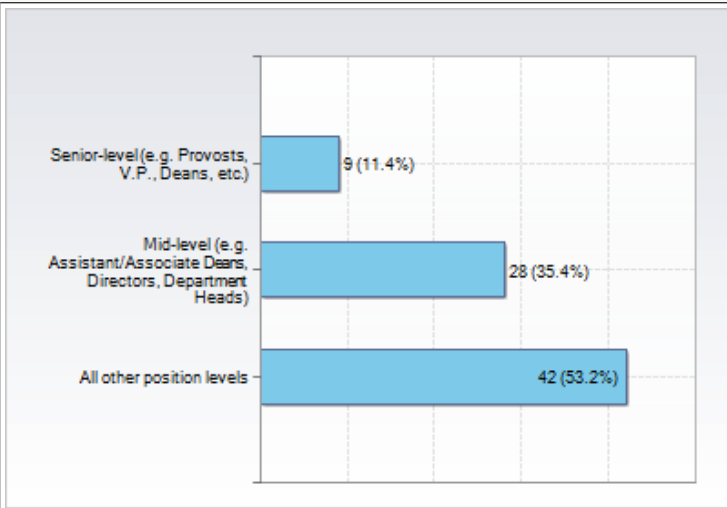 Senior-level(e.g. Provosts,
V.P., Deans, etc.)
9 (11.4%)
Mid-level (e.g.
Assistant/Associate Deans,
Directors, Department
Heads)
28 (35.4%)
All other position levels
42 (53.2%)